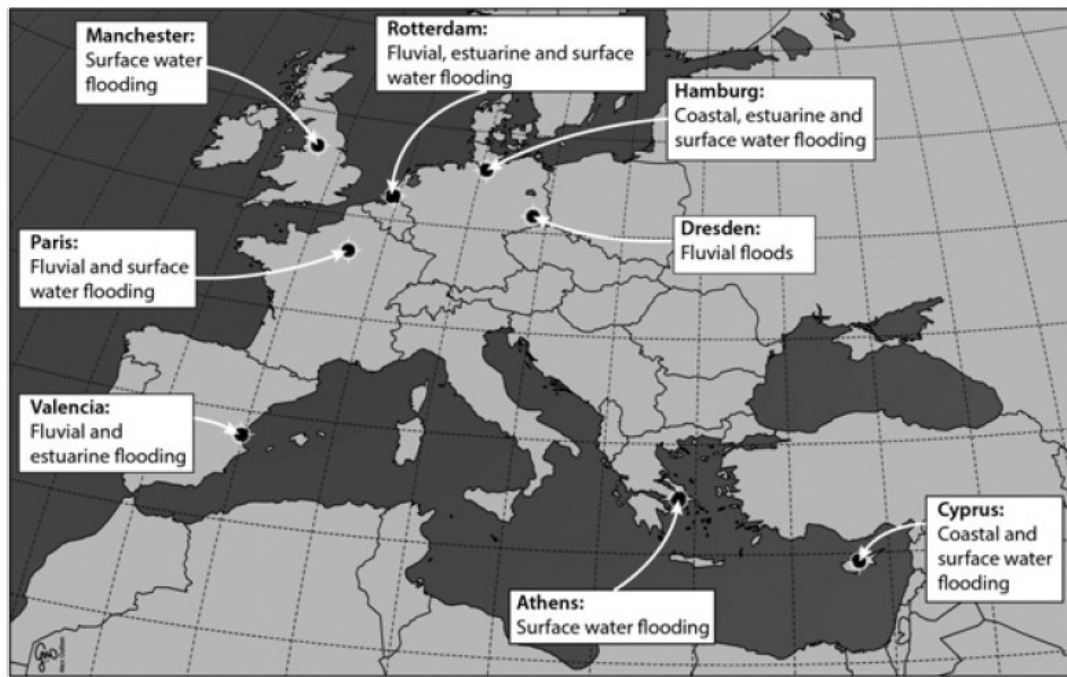 Manchester:
Surface water
flooding
Rotterdam:
Fluvial, estuarine and surface
water flooding
Hamburg:
Coastal, estuarine and
surface water flooding
Paris:
Fluvial and surface
water flooding
Dresden:
Fluvial floods
Valencia:
Fluvial and
estuarine flooding
Athens:
Surface water flooding
Cyprus:
Coastal and
surface water
flooding